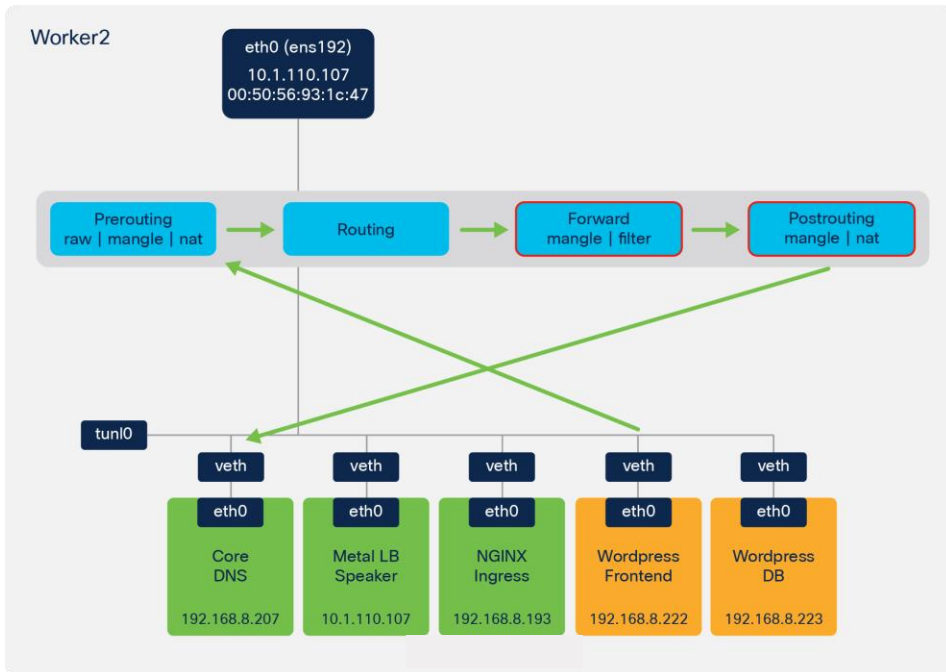 Worker2
eth0 (ens192)
10.1.110.107
00:50:56:93:1c:47
Prerouting
raw | mangle | nat
Routing
Forward
mangle | filter
Postrouting
mangle | nat
tunl0
veth
veth
veth
veth
veth
eth0
eth0
eth0
eth0
eth0
Core
DNS
192.168.8.207
Metal LB
Speaker
10.1.110.107
NGINX
Ingress
192.168.8.193
Wordpress
Frontend
192.168.8.222
Wordpress
DB
192.168.8.223